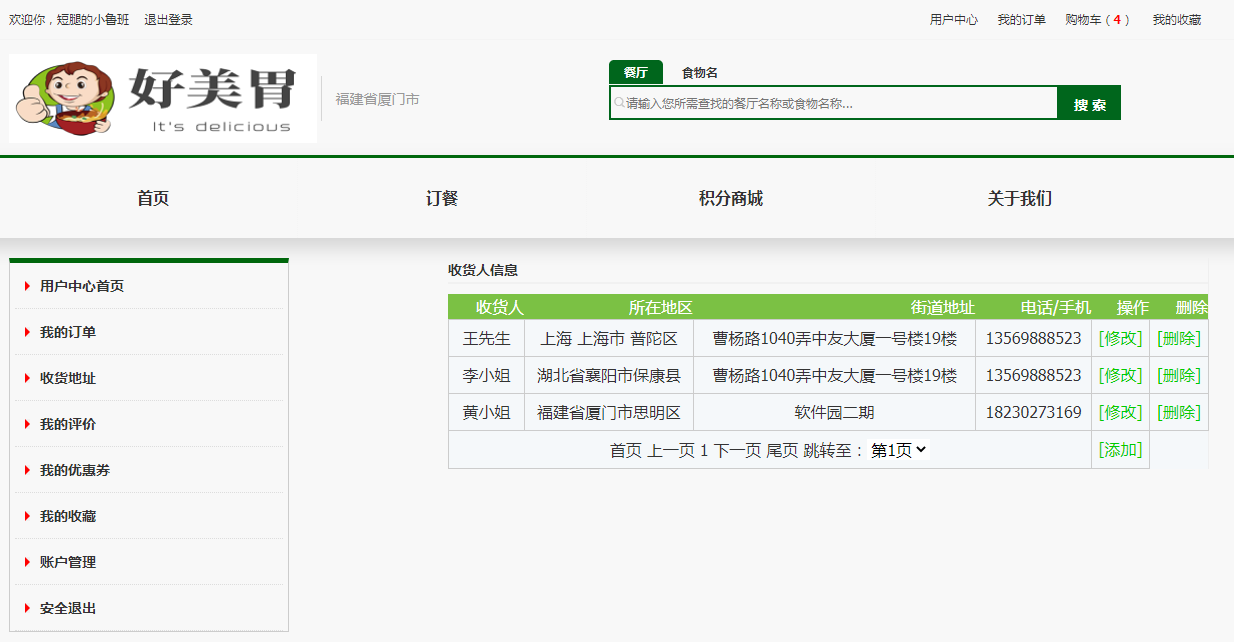 欢迎你，短腿的小鲁班 退出登录 用户中心 我的订单 购物车（4） 我的收藏
好美胃
It's delicious
福建省厦门市
餐厅 食物名
请输入您所需查找的餐厅名称或食物名称...
搜 索
首页 订餐 积分商城 关于我们
用户中心首页
我的订单
收货地址
我的评价
我的优惠券
我的收藏
账户管理
安全退出
收货人信息
收货人 所在地区 街道地址 电话/手机 操作 删除
王先生 上海 上海市 普陀区 曹杨路1040弄中友大厦一号楼19楼 13569888523 [修改] [删除]
李小姐 湖北省襄阳市保康县 曹杨路1040弄中友大厦一号楼19楼 13569888523 [修改] [删除]
黄小姐 福建省厦门市思明区 软件园二期 18230273169 [修改] [删除]
首页 上一页 1 下一页 尾页 跳转至： 第1页 [添加]